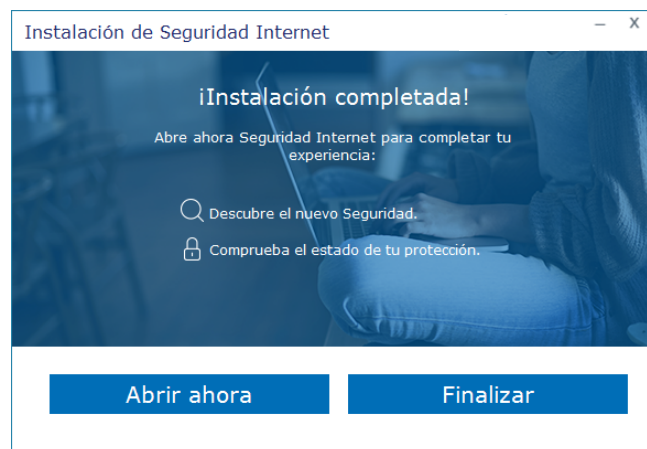 Instalación de Seguridad Internet
¡Instalación completada!
Abre ahora Seguridad Internet para completar tu
experiencia:
Descubre el nuevo Seguridad.
Comprueba el estado de tu protección.
Abrir ahora
Finalizar